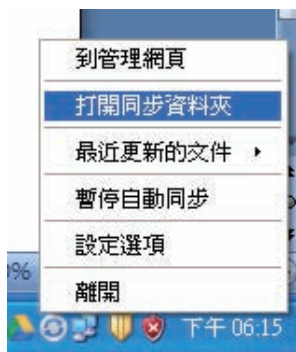 到管理網頁
打開同步資料夾
最近更新的文件
暫停自動同步
設定選項
離開
9%
下午 06:15